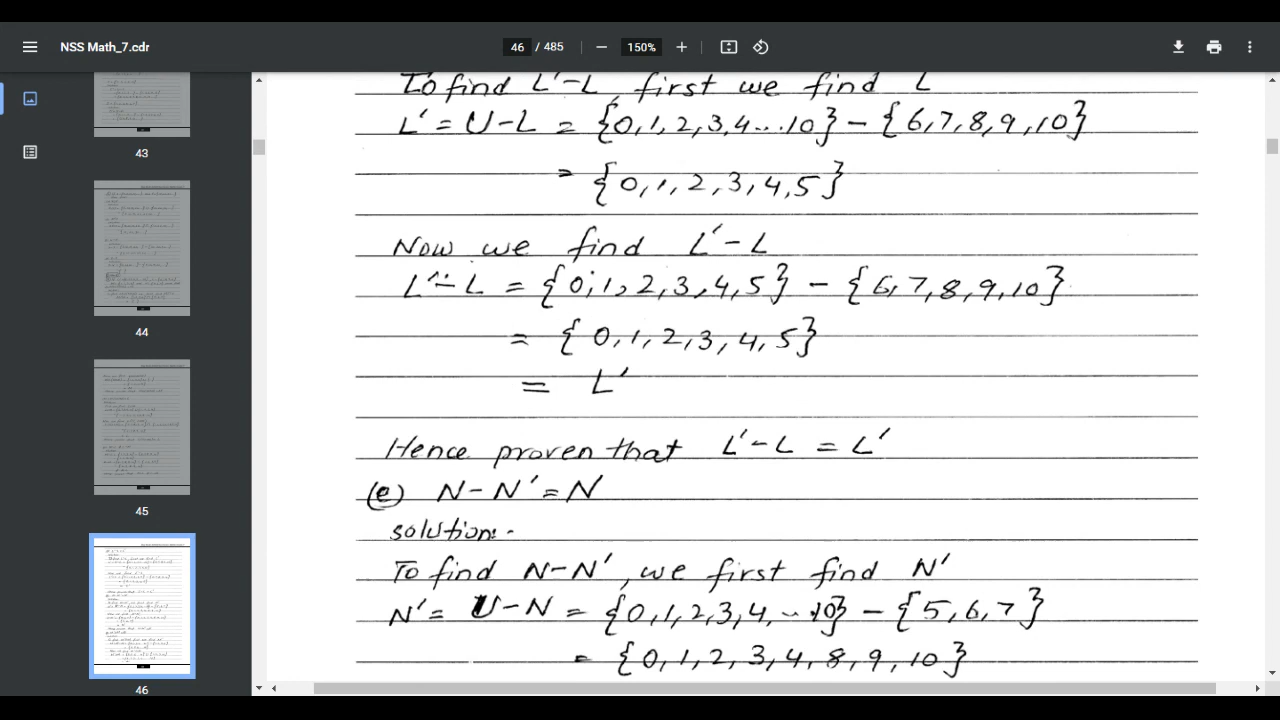 NSS Math_7.cdr
46 / 485
150%
43
44
45
46
To find L'-L, first we find L
L' = U-L = {0,1,2,3,4...10} - {6,7,8,9,10}
= {0,1,2,3,4,5}
Now we find L'-L
L'-L = {0,1,2,3,4,5} - {6,7,8,9,10}
= {0,1,2,3,4,5}
= L'
Hence proven that L'-L = L'
(e) N-N'=N
solution:-
To find N-N', we first find N'
N' = U-N = {0,1,2,3,4,...10} - {5,6,7}
= {0,1,2,3,4,8,9,10}